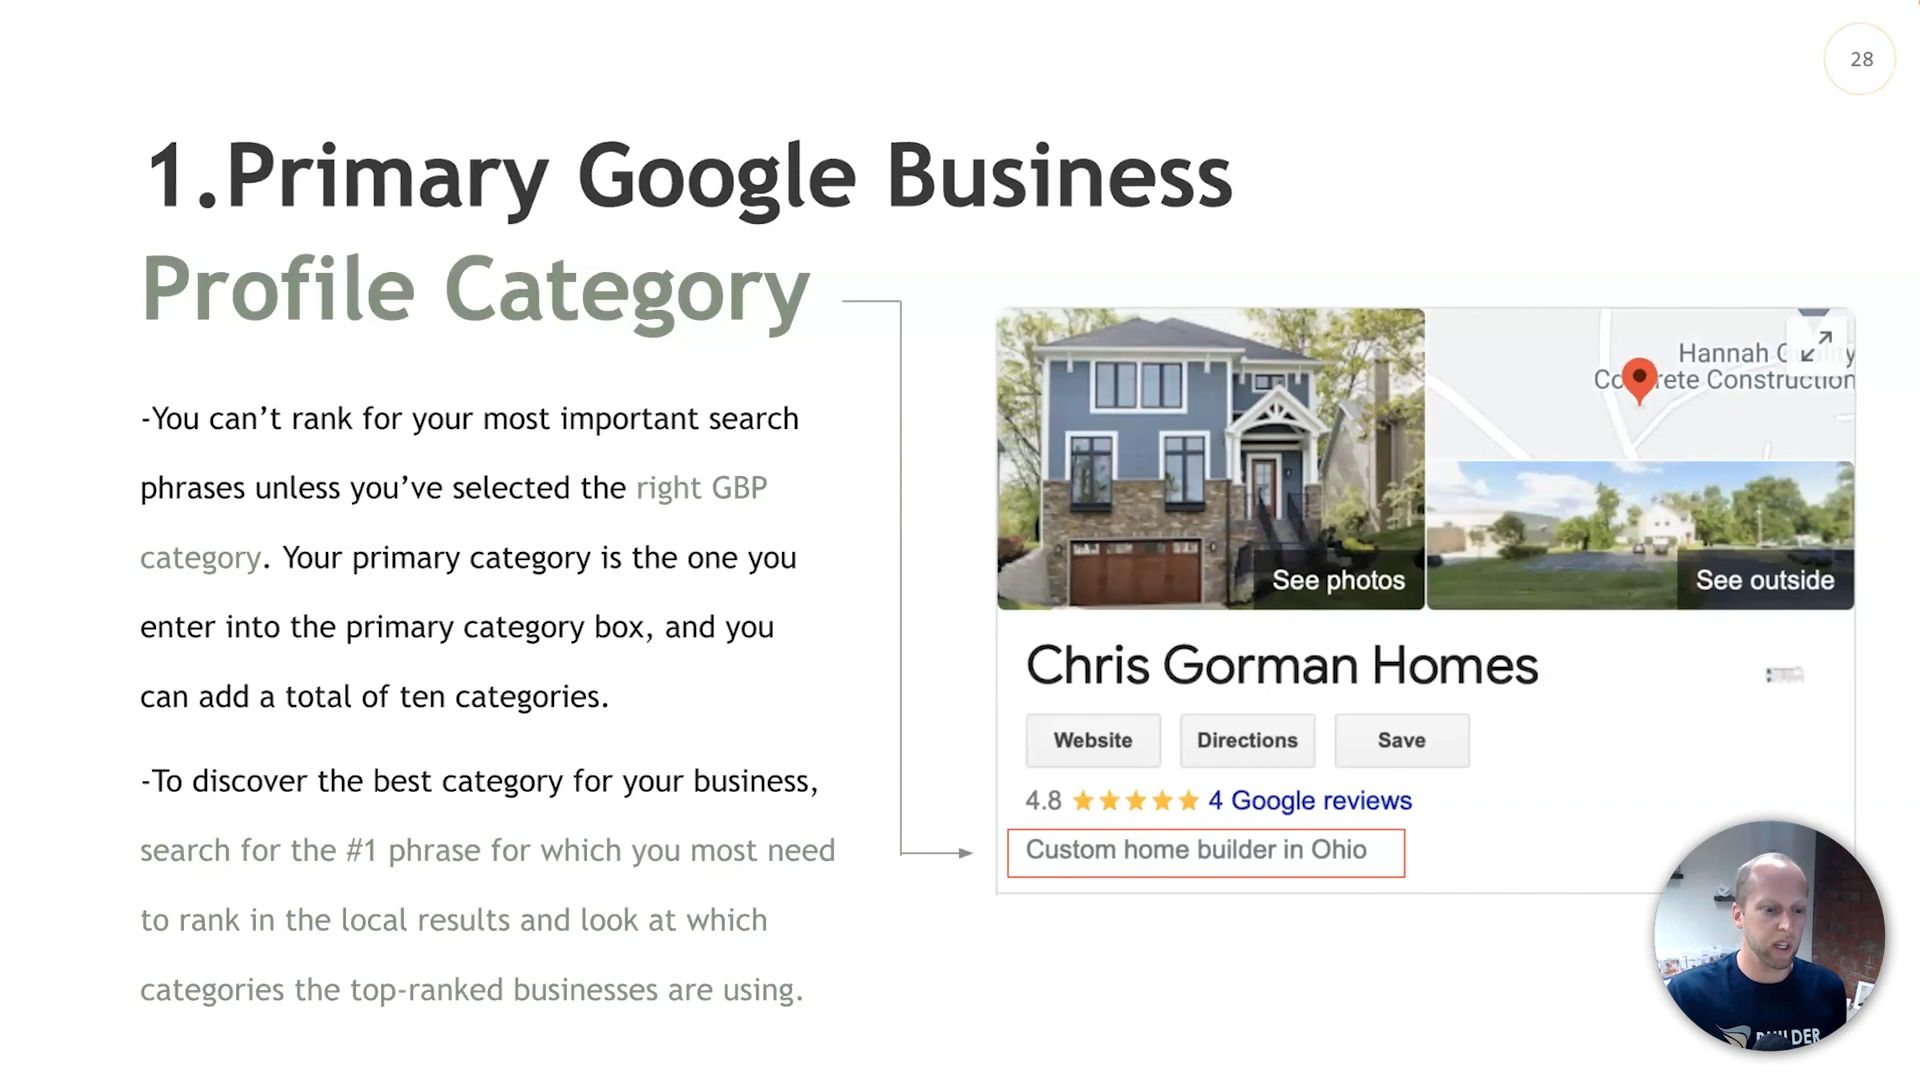 28
1.Primary Google Business
Profile Category
-You can’t rank for your most important search
phrases unless you’ve selected the right GBP
category. Your primary category is the one you
enter into the primary category box, and you
can add a total of ten categories.
-To discover the best category for your business,
search for the #1 phrase for which you most need
to rank in the local results and look at which
categories the top-ranked businesses are using.
Hannah
Construction
See photos
See outside
Chris Gorman Homes
Website
Directions
Save
4.8
4 Google reviews
Custom home builder in Ohio
BUILDER